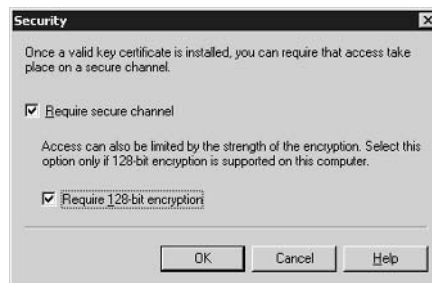 Security
Once a valid key certificate is installed, you can require that access take
place on a secure channel.
Require secure channel
Access can also be limited by the strength of the encryption. Select this
option only if 128-bit encryption is supported on this computer.
Require 128-bit encryption
OK Cancel Help